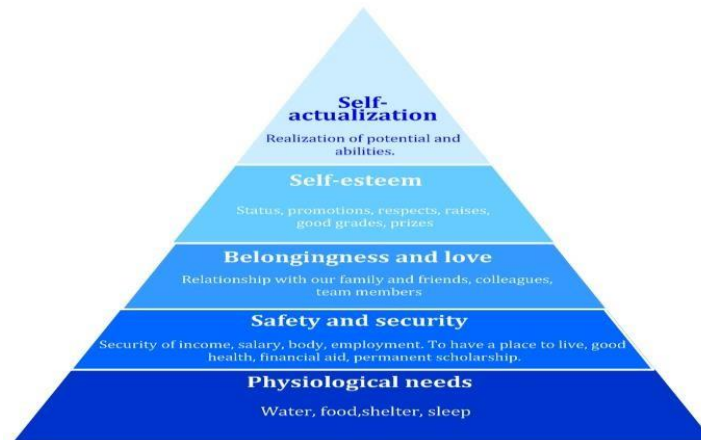 Self-
actualization
Realization of potential and
abilities.
Self-esteem
Status, promotions, respects, raises,
good grades, prizes
Belongingness and love
Relationship with our family and friends, colleagues,
team members
Safety and security
Security of income, salary, body, employment. To have a place to live, good
health, financial aid, permanent scholarship.
Physiological needs
Water, food,shelter, sleep